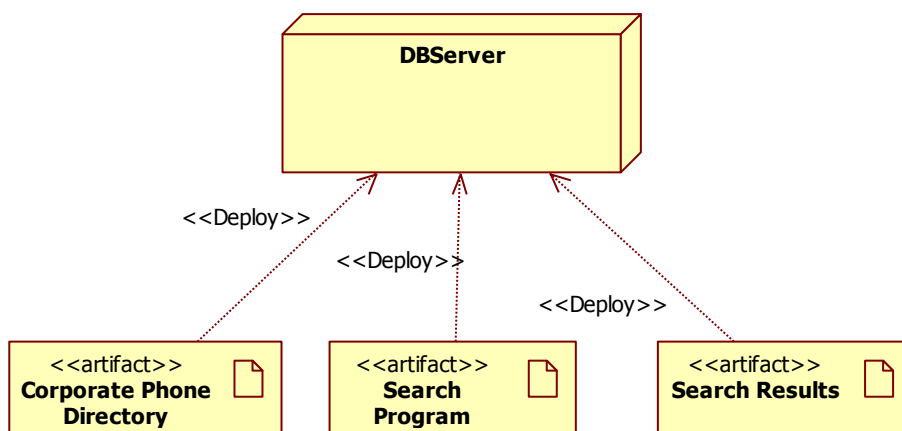 DBServer
<<Deploy>>
<<Deploy>>
<<Deploy>>
<<artifact>>
Corporate Phone
Directory
<<artifact>>
Search
Program
<<artifact>>
Search Results